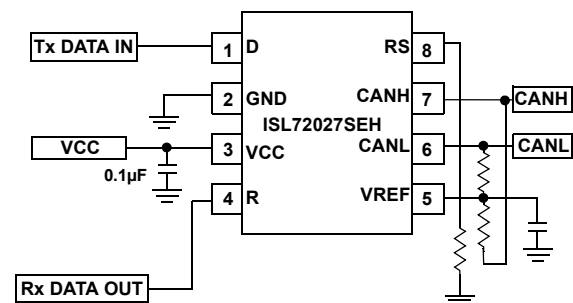 Tx DATA IN 1 D RS 8
2 GND CANH 7 CANH
ISL72027SEH
VCC 3 VCC CANL 6 CANL
0.1µF
4 R VREF 5
Rx DATA OUT